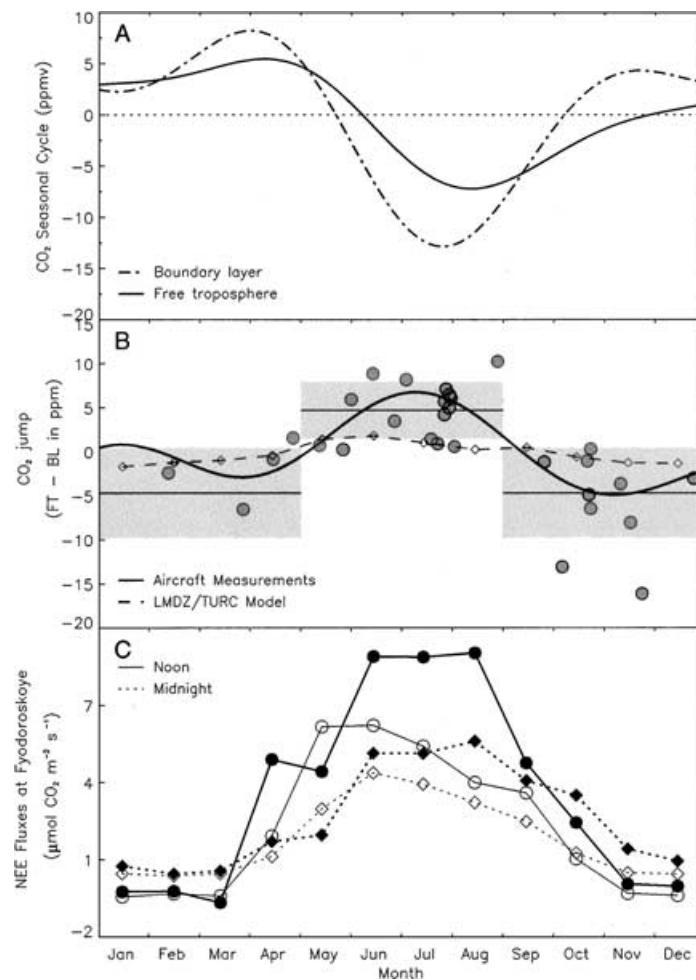 A
10
5
0
−5
−10
−15
−20
CO₂ Seasonal Cycle (ppmv)
Boundary layer
Free troposphere
B
15
10
5
0
−5
−10
−15
−20
CO₂ jump
(FT − BL in ppm)
Aircraft Measurements
LMDZ/TURC Model
C
Noon
Midnight
7
4
1
−2
NEE Fluxes at Fyodoroskoye
(μmol CO₂ m⁻² s⁻¹)
Jan Feb Mar Apr May Jun Jul Aug Sep Oct Nov Dec
Month